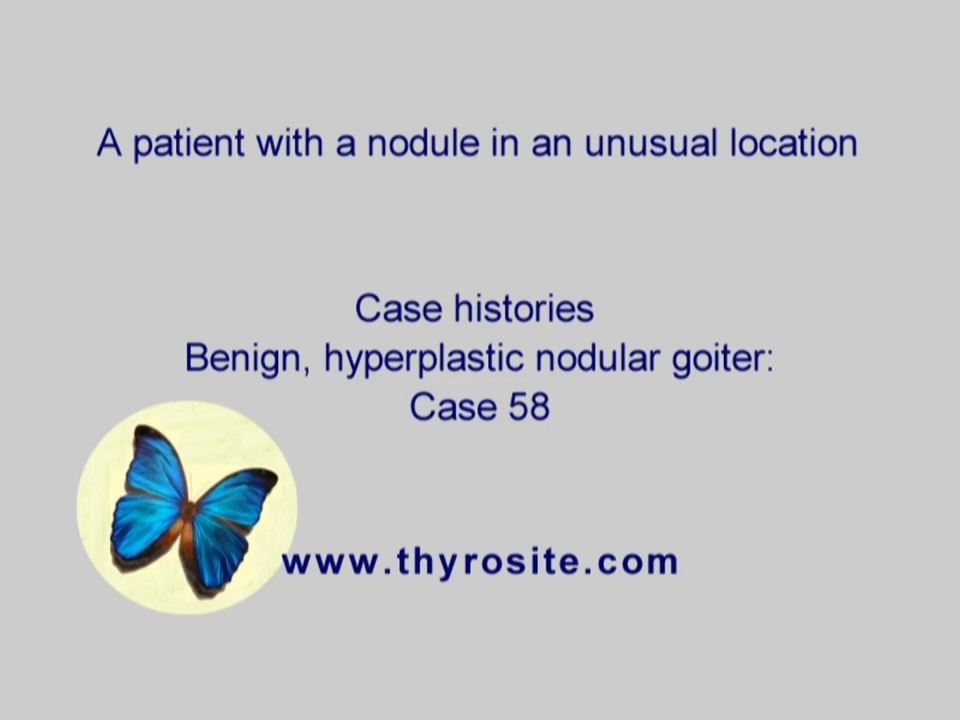 A patient with a nodule in an unusual location
Case histories
Benign, hyperplastic nodular goiter:
Case 58
www.thyrosite.com